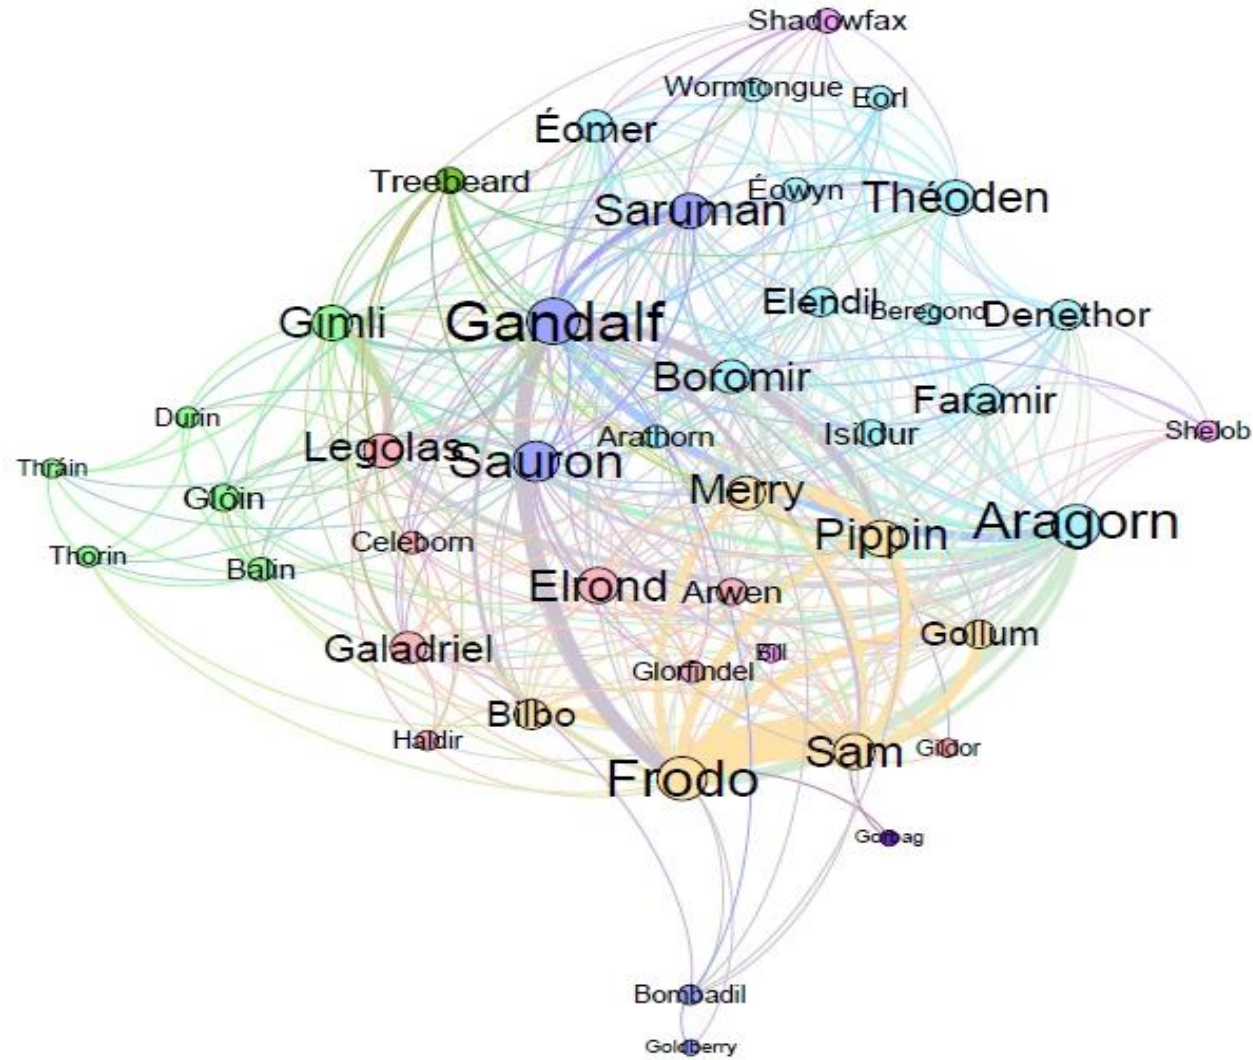 Shadowfax
Wormtongue
Eorl
Éomer
Treebeard
Éowyn
Saruman
Théoden
Elendil
Beregond
Denethor
Gimli
Gandalf
Boromir
Faramir
Durin
Arathorn
Isildur
Shelob
Legolas
Sauron
Thráin
Merry
Glóin
Pippin
Aragorn
Celeborn
Thorin
Balin
Elrond
Arwen
Gollum
Galadriel
Bill
Glorfindel
Bilbo
Haldir
Sam
Gildor
Frodo
Gorbag
Bombadil
Goldberry